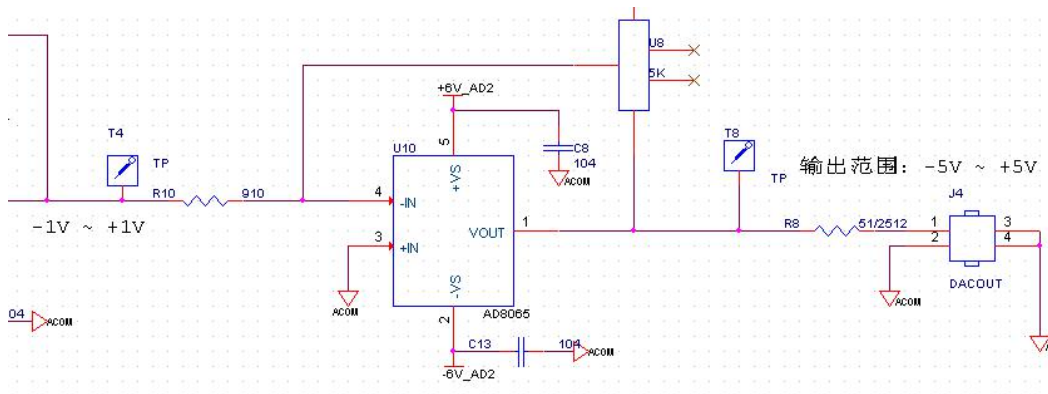 U8
5K
+6V_AD2
T4
TP
U10
5
+VS
C8
104
ACOM
T8
TP
输出范围: -5V ~ +5V
J4
R10
910
4
-IN
-1V ~ +1V
3
+IN
VOUT
1
R8
51/2512
1
2
3
4
ACOM
-VS
ACOM
DACOUT
04
ACOM
2
AD8065
C13
104
ACOM
-6V_AD2